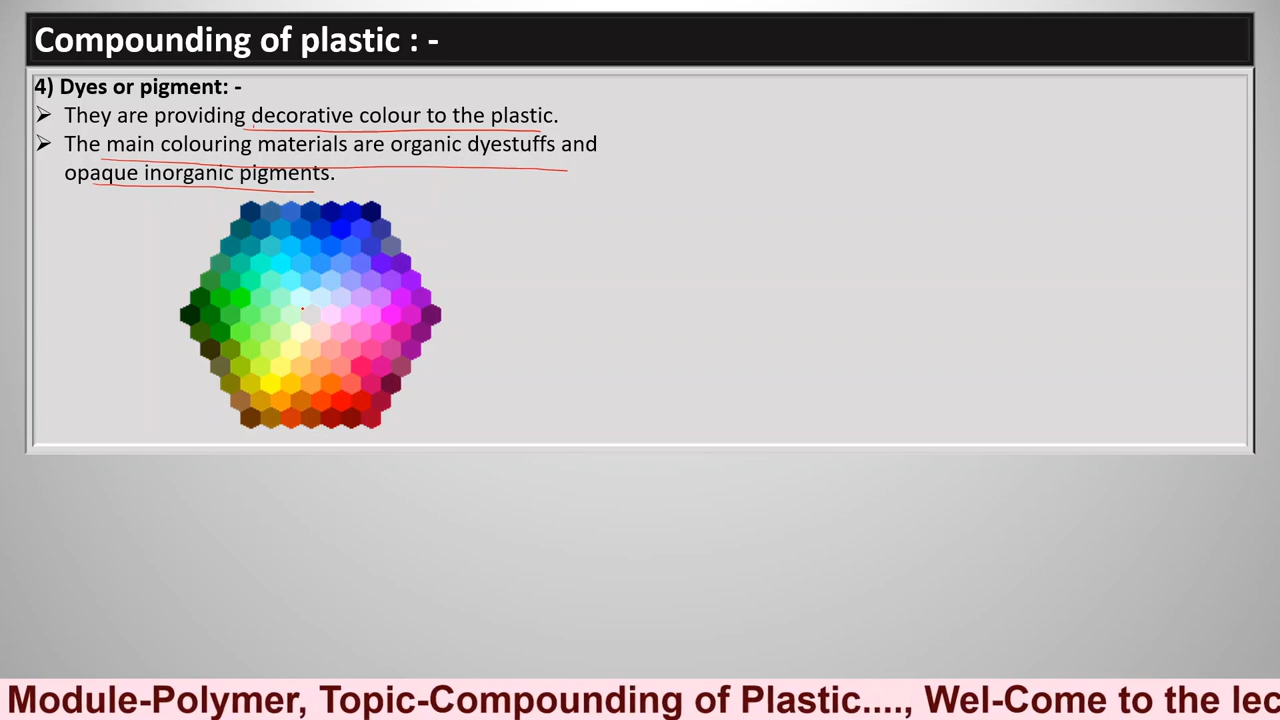 Compounding of plastic : -
4) Dyes or pigment: -
They are providing decorative colour to the plastic.
The main colouring materials are organic dyestuffs and
opaque inorganic pigments.
Module-Polymer, Topic-Compounding of Plastic...., Wel-Come to the lec